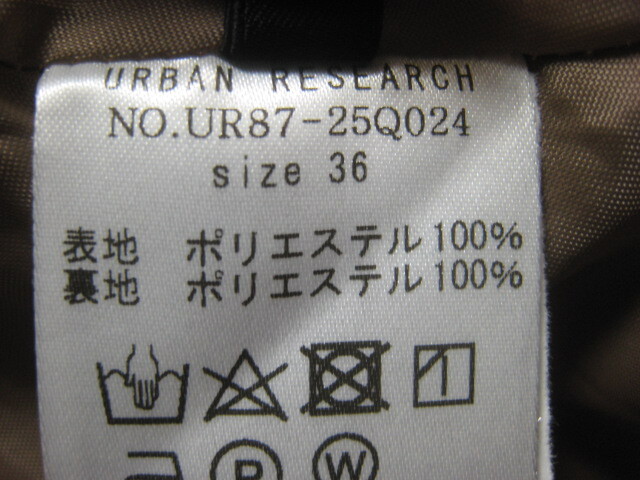 URBAN RESEARCH
NO.UR87-25Q024
size 36
表地 ポリエステル100%
裏地 ポリエステル100%
P W